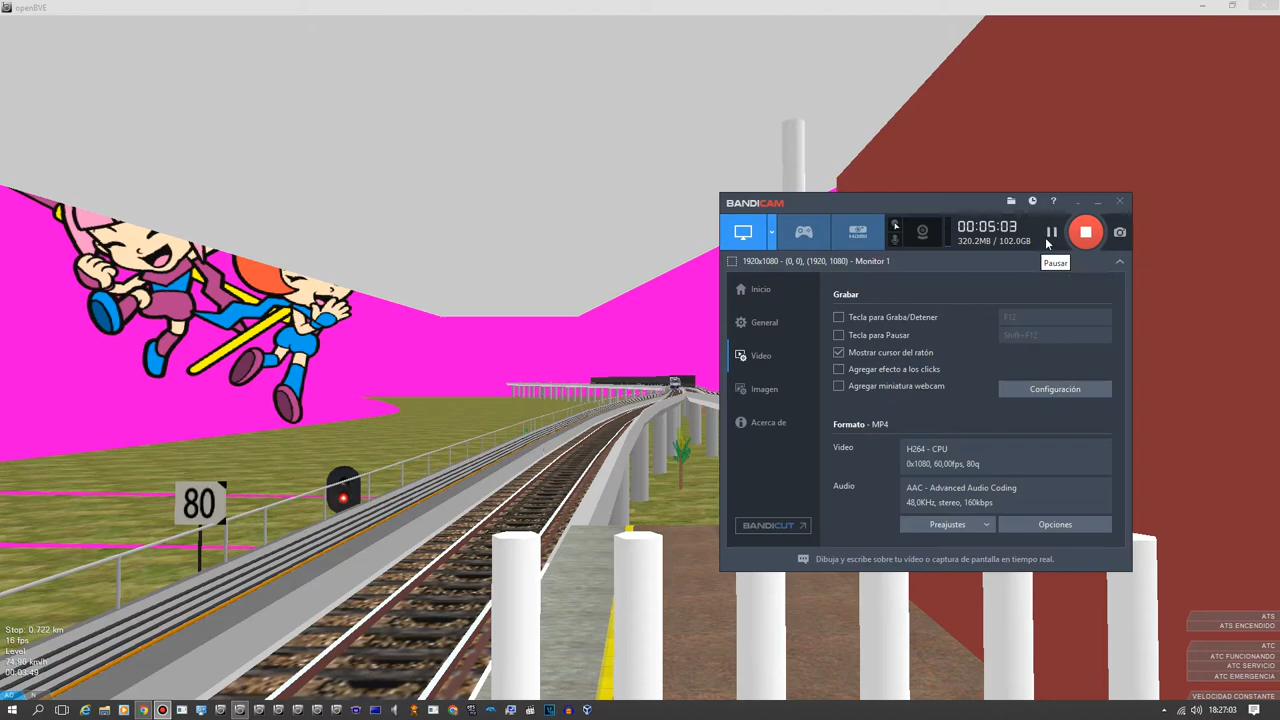 openBVE
BANDICAM
HDMI
00:05:03
320.2MB / 102.0GB
Pausar
1920x1080 - (0, 0), (1920, 1080) - Monitor 1
Inicio
General
Video
Imagen
Acerca de
BANDICUT
Grabar
Tecla para Graba/Detener
F12
Tecla para Pausar
Shift+F12
Mostrar cursor del ratón
Agregar efecto a los clicks
Agregar miniatura webcam
Configuración
Formato - MP4
Video
H264 - CPU
0x1080, 60,00fps, 80q
Audio
AAC - Advanced Audio Coding
48,0KHz, stereo, 160kbps
Preajustes
Opciones
Dibuja y escribe sobre tu vídeo o captura de pantalla en tiempo real.
80
Stop: 0.722 km
16 fps
Level:
74,90 km/h
00:03:49
N
ATS
ATS ENCENDIDO
ATC
ATC FUNCIONANDO
ATC SERVICIO
ATC EMERGENCIA
VELOCIDAD CONSTANTE
18:27:03